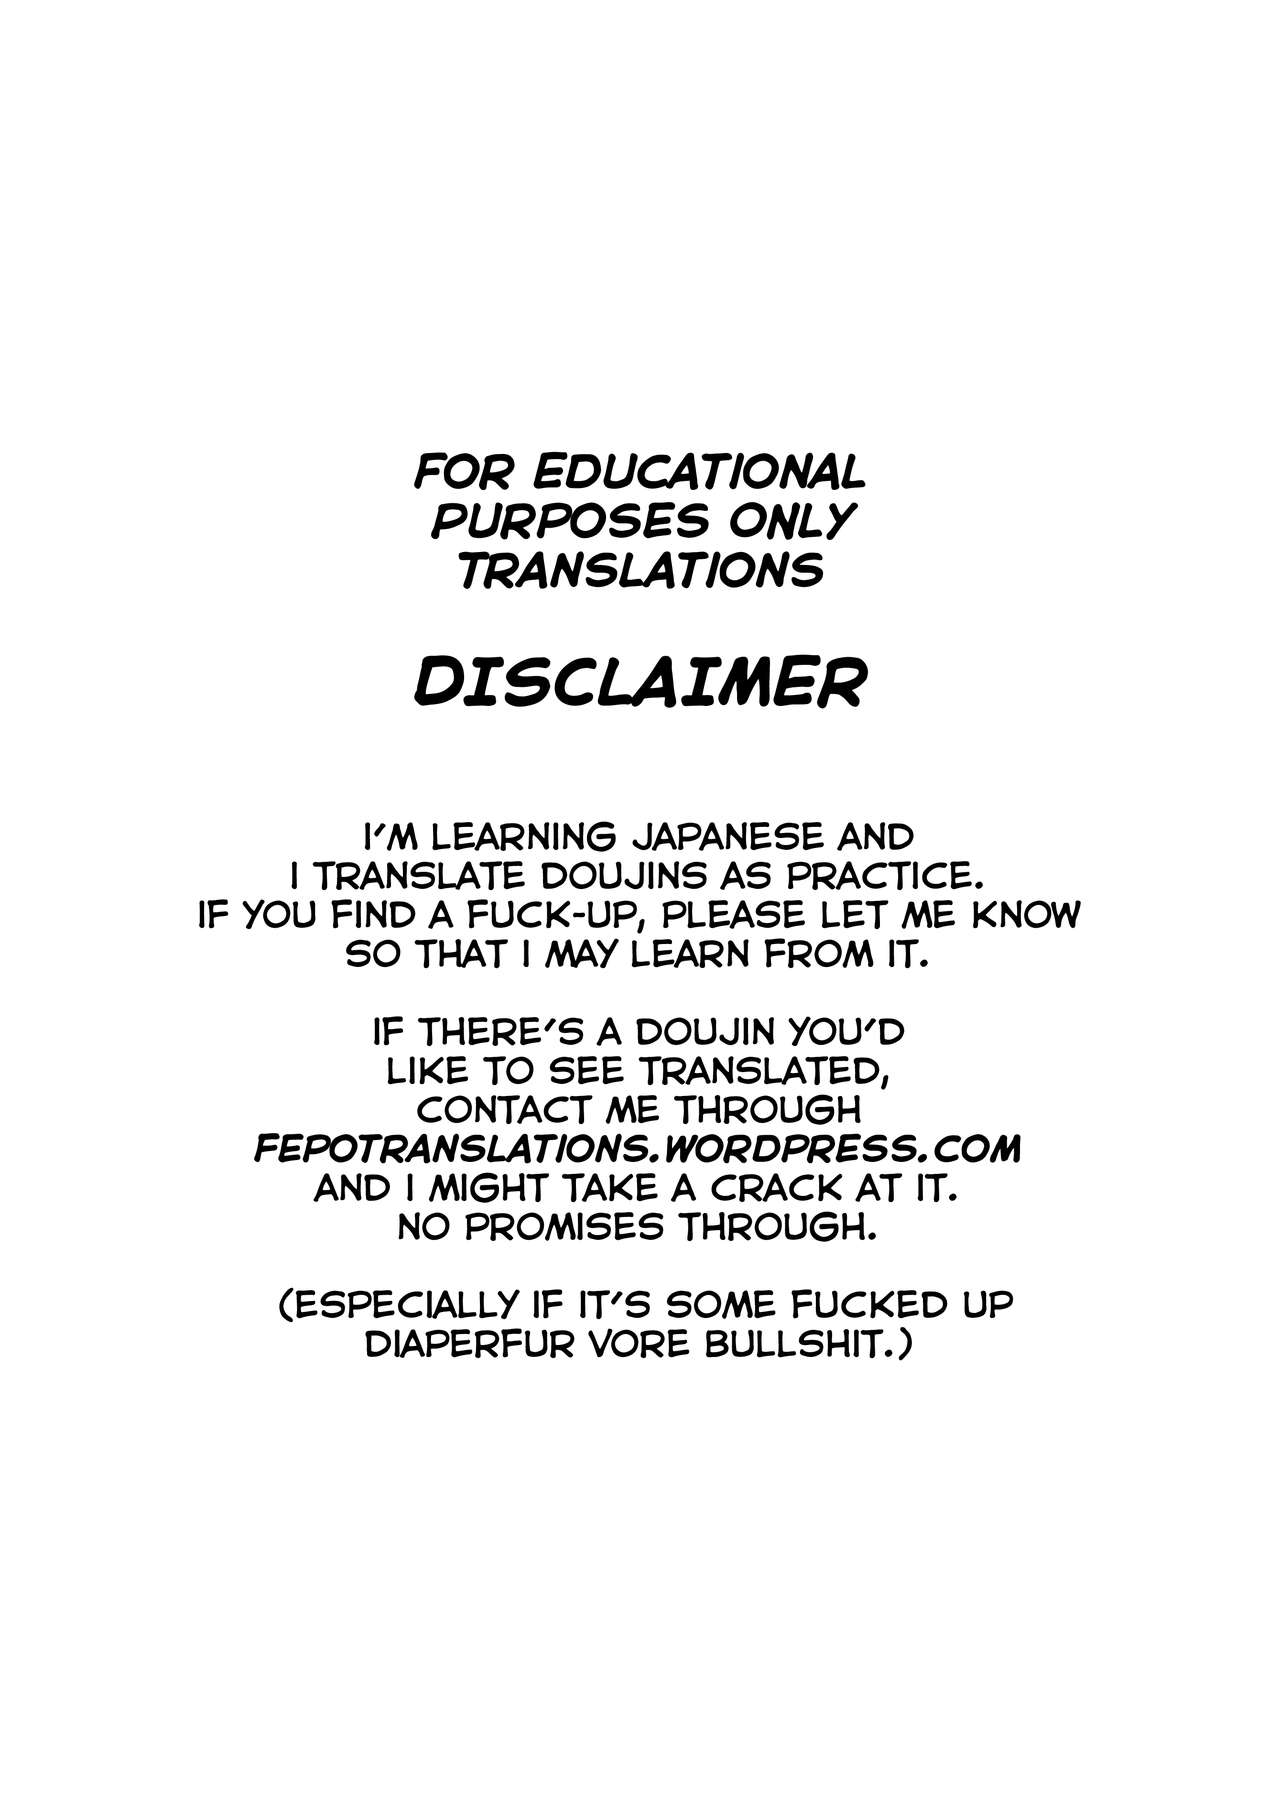 FOR EDUCATIONAL
PURPOSES ONLY
TRANSLATIONS
DISCLAIMER
I'M LEARNING JAPANESE AND
I TRANSLATE DOUJINS AS PRACTICE.
IF YOU FIND A FUCK-UP, PLEASE LET ME KNOW
SO THAT I MAY LEARN FROM IT.
IF THERE'S A DOUJIN YOU'D
LIKE TO SEE TRANSLATED,
CONTACT ME THROUGH
FEPOTRANSLATIONS.WORDPRESS.COM
AND I MIGHT TAKE A CRACK AT IT.
NO PROMISES THROUGH.
(ESPECIALLY IF IT'S SOME FUCKED UP
DIAPERFUR VORE BULLSHIT.)